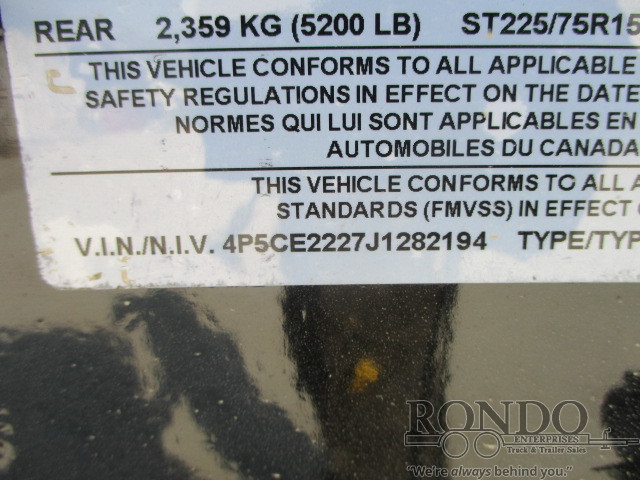 REAR 2,359 KG (5200 LB) ST225/75R15
THIS VEHICLE CONFORMS TO ALL APPLICABLE
SAFETY REGULATIONS IN EFFECT ON THE DATE
NORMES QUI LUI SONT APPLICABLES EN
AUTOMOBILES DU CANADA
THIS VEHICLE CONFORMS TO ALL A
STANDARDS (FMVSS) IN EFFECT O
V.I.N./N.I.V. 4P5CE2227J1282194 TYPE/TYP
RONDO
ENTERPRISES
Truck & Trailer Sales
"We're always behind you."